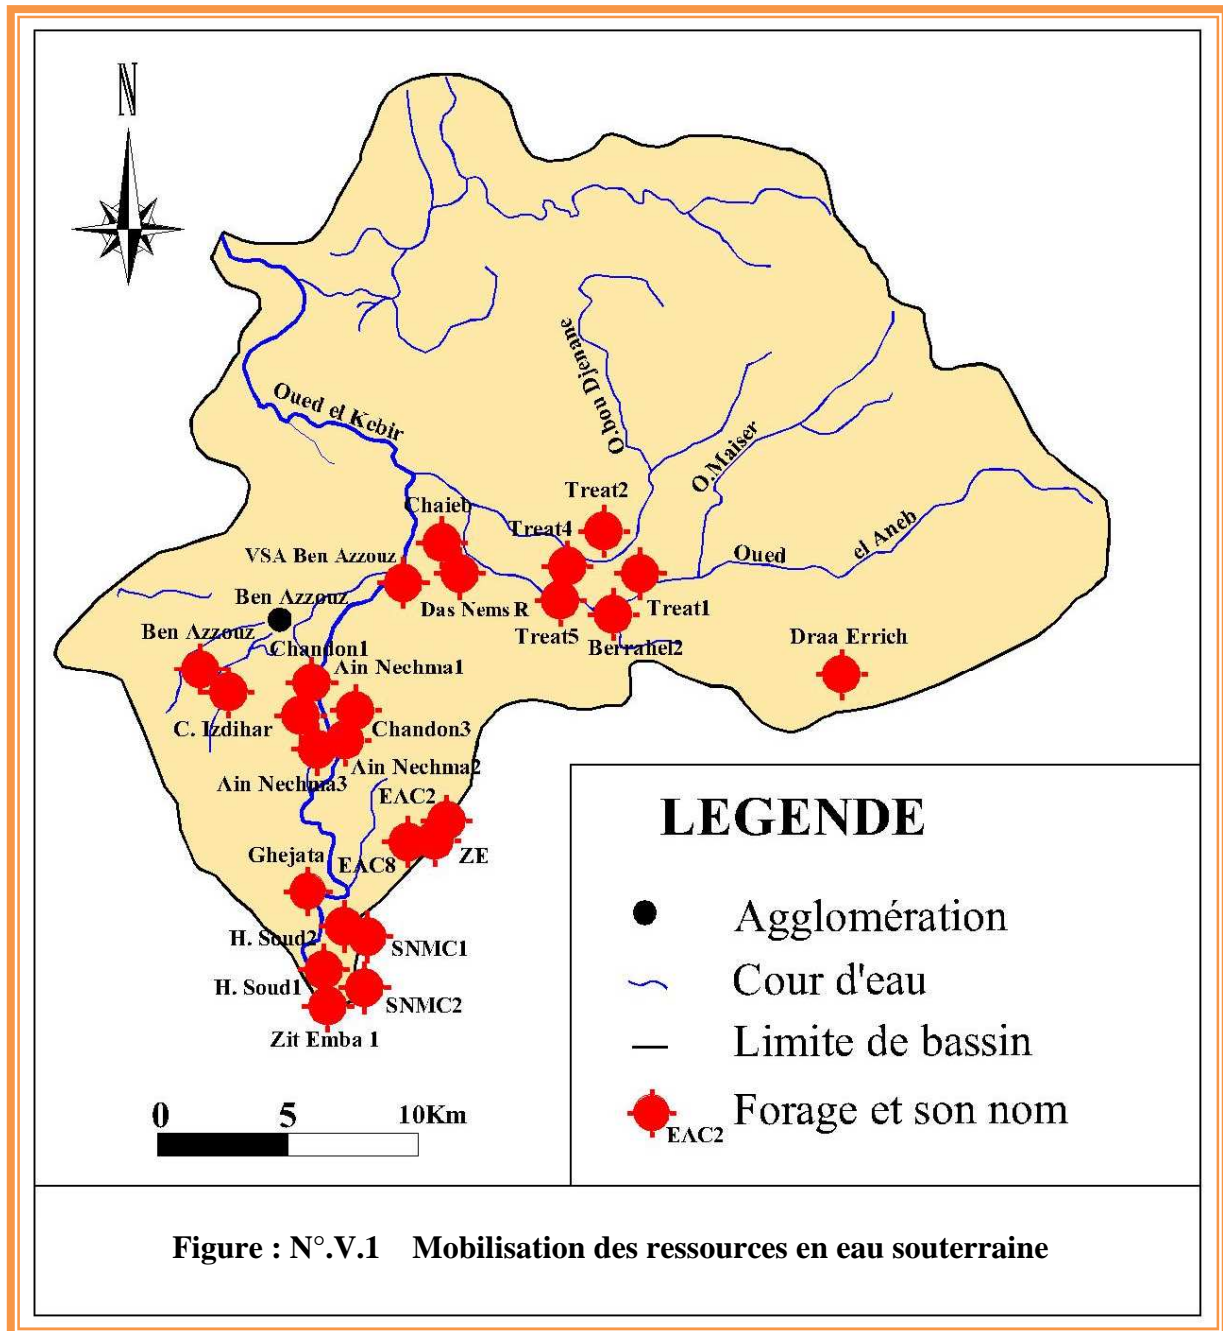 N
Oued el Kebir
O.bou Djenane
O.Maiser
Oued
el Aneb
Treat2
Chaieb
Treat4
VSA Ben Azzouz
Ben Azzouz
Das Nems R
Treat1
Treat5
Berrahel2
Draa Errich
Ben Azzouz
Chandon1
Ain Nechma1
C. Izdihar
Chandon3
Ain Nechma2
Ain Nechma3
EAC2
EAC8
ZE
Ghejata
H. Soud2
SNMC1
H. Soud1
SNMC2
Zit Emba 1
0 5 10Km
LEGENDE
Agglomération
Cour d'eau
Limite de bassin
Forage et son nom
EAC2
Figure : N°.V.1 Mobilisation des ressources en eau souterraine